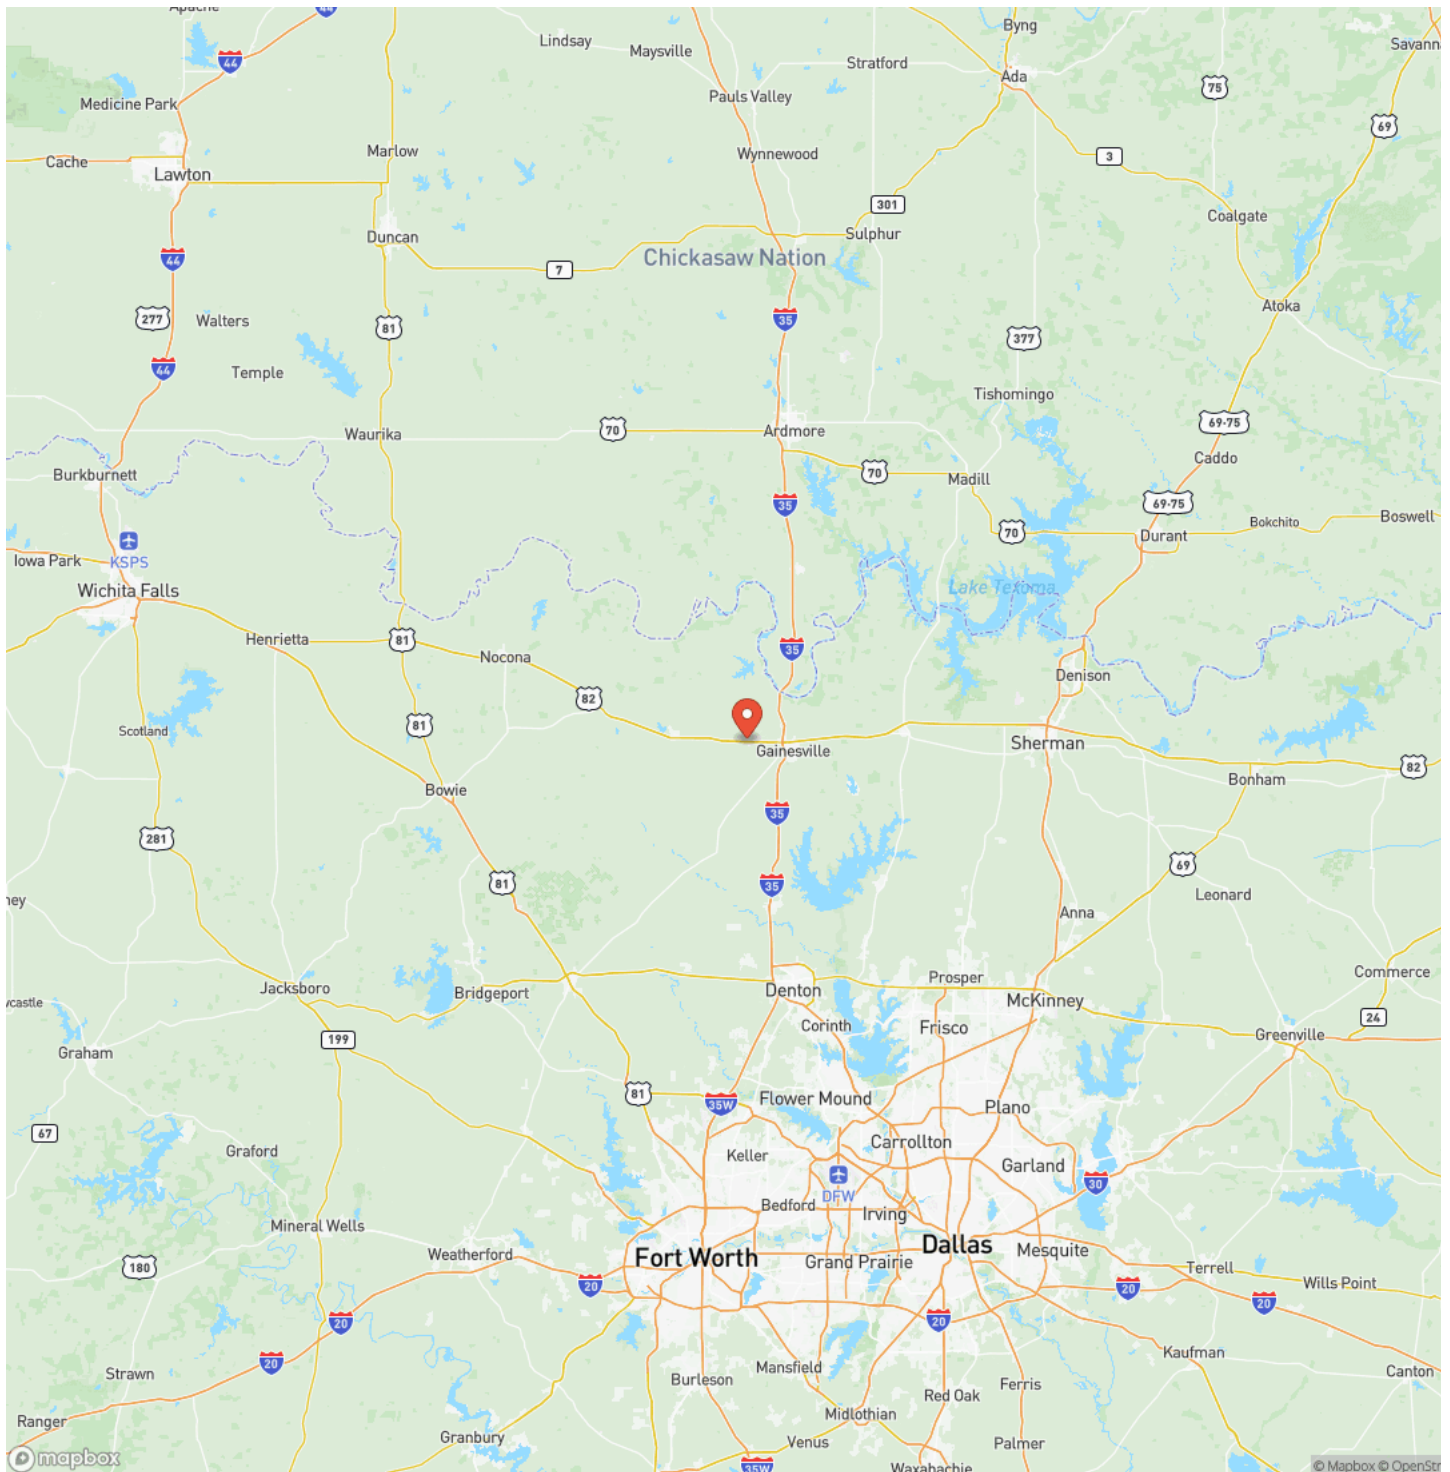 Apache
44
Lindsay
Maysville
Byng
Savann
44
Stratford
Ada
75
Medicine Park
Pauls Valley
69
Cache
Lawton
Marlow
Wynnewood
3
301
Coalgate
Duncan
Sulphur
Chickasaw Nation
44
7
277
Walters
81
35
Atoka
377
44
Temple
Tishomingo
Waurika
70
Ardmore
69-75
Caddo
Burkburnett
70
Madill
35
69-75
Bokchito
Boswell
KSPS
Iowa Park
70
Durant
Wichita Falls
Lake Texoma
Henrietta
81
Nocona
35
Denison
82
Scotland
81
Gainesville
Sherman
82
Bonham
Bowie
281
35
69
81
35
Leonard
ney
Anna
Commerce
Jacksboro
Bridgeport
Denton
Prosper
McKinney
wcastle
Corinth
Frisco
24
Greenville
Graham
199
81
35W
Flower Mound
Plano
67
Graford
Carrollton
Keller
Garland
DFW
30
Bedford
Irving
Mineral Wells
Weatherford
Fort Worth
Dallas
Grand Prairie
Mesquite
180
20
Terrell
Wills Point
20
20
20
20
20
Strawn
Mansfield
Kaufman
Canton
Burleson
Red Oak
Ferris
Ranger
Granbury
Midlothian
Venus
Palmer
35W
Waxahachie
mapbox
© Mapbox © OpenStr